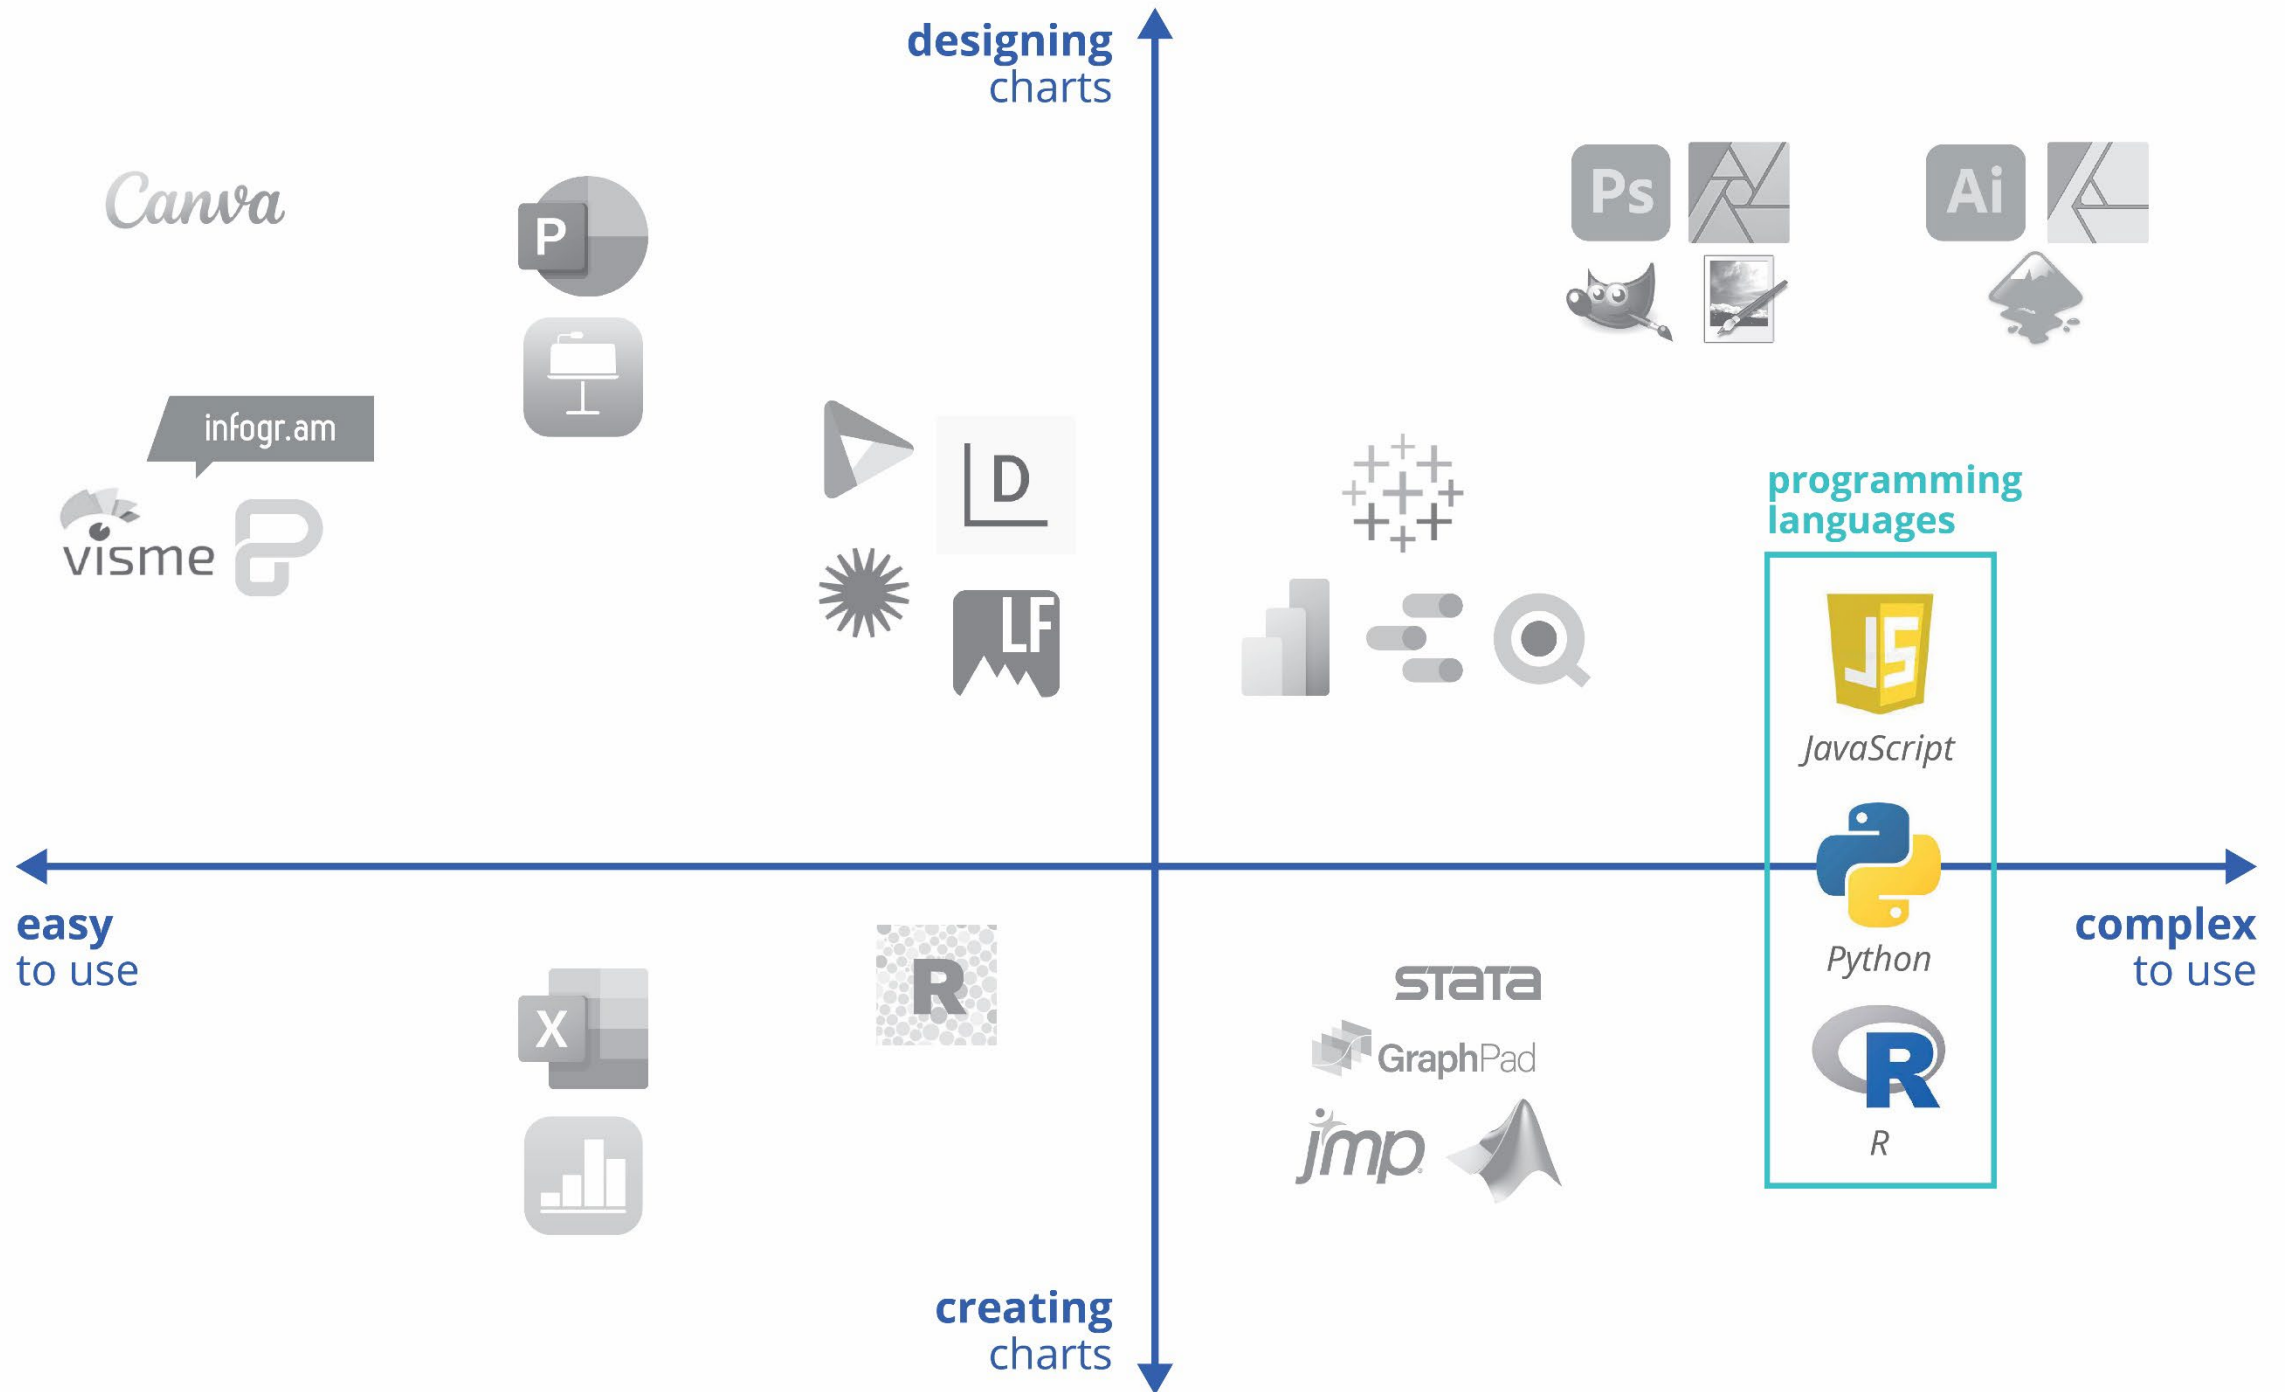 designing
charts
Canva
P
Ps
Ai
infogr.am
visme
D
LF
programming
languages
JS
JavaScript
easy
to use
complex
to use
Python
X
R
STATA
GraphPad
jmp
R
R
creating
charts